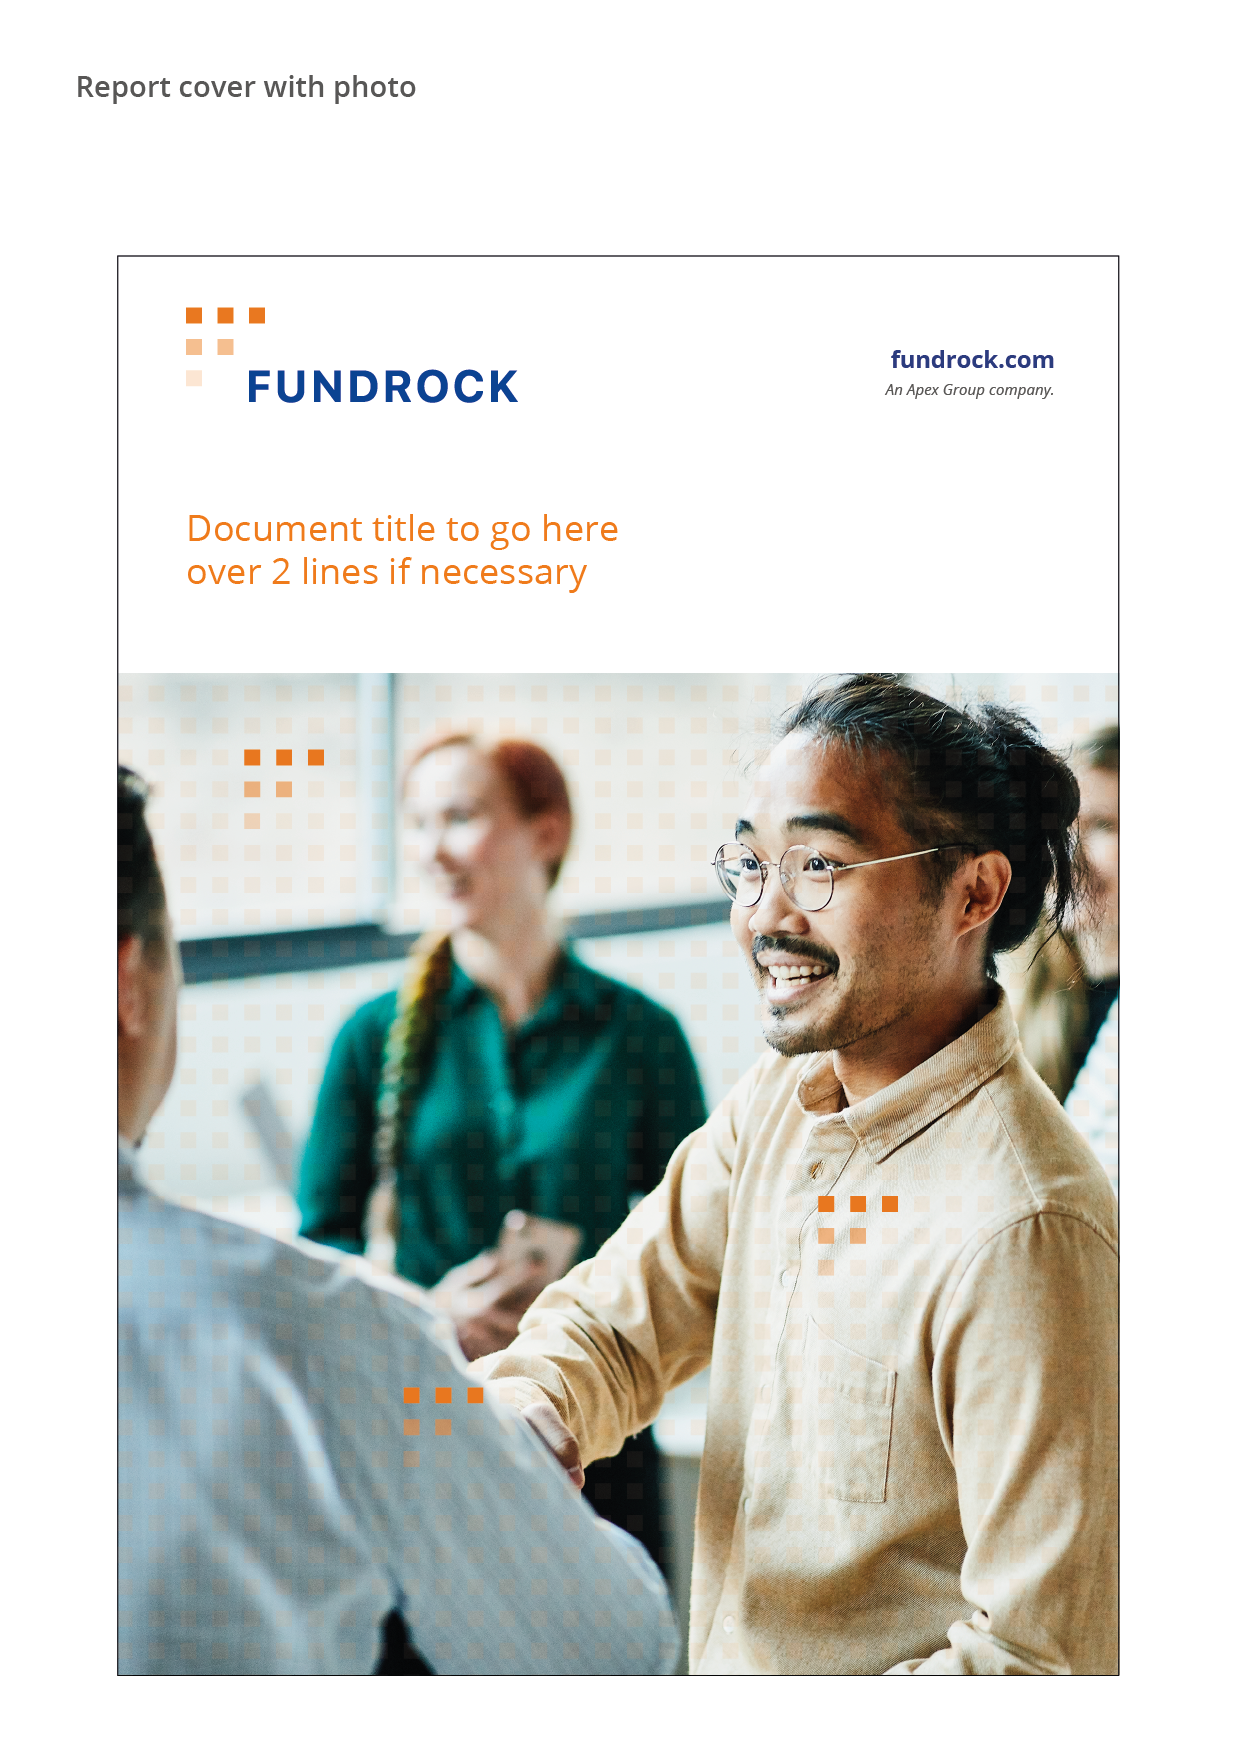 Report cover with photo
FUNDROCK
fundrock.com
An Apex Group company.
Document title to go here
over 2 lines if necessary